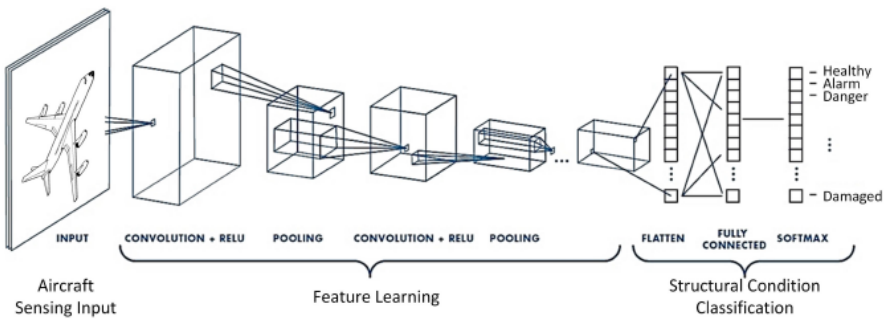 Healthy
Alarm
Danger
Damaged
INPUT
CONVOLUTION + RELU
POOLING
CONVOLUTION + RELU
POOLING
FLATTEN
FULLY
CONNECTED
SOFTMAX
Aircraft
Sensing Input
Feature Learning
Structural Condition
Classification